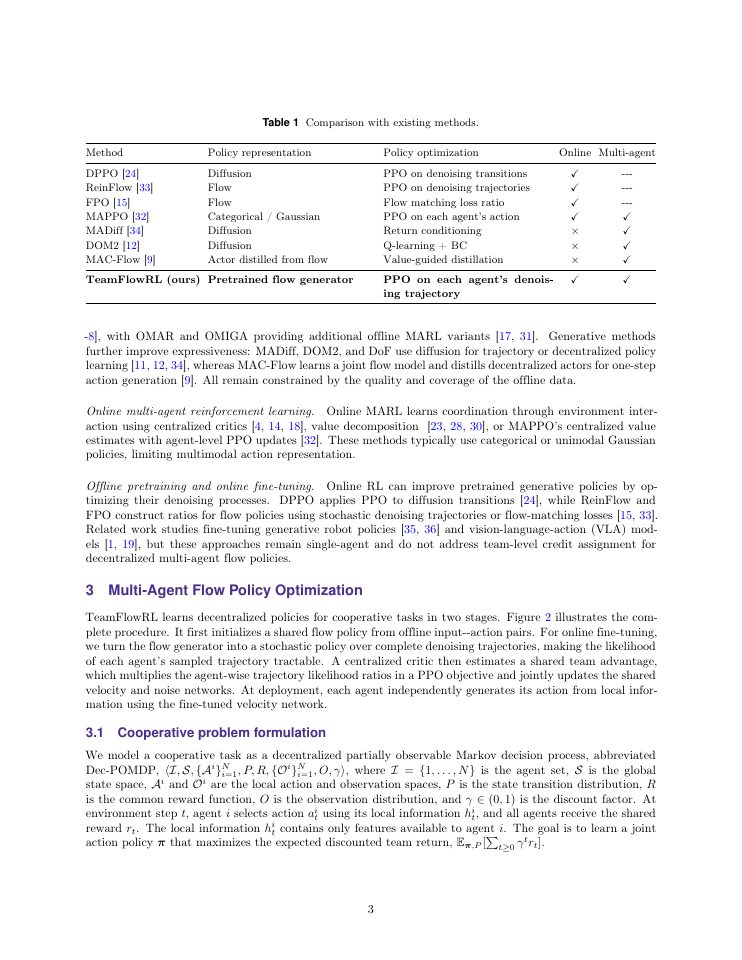 Table 1 Comparison with existing methods.
Method Policy representation Policy optimization Online Multi-agent
DPPO [24] Diffusion PPO on denoising transitions ✓ ---
ReinFlow [33] Flow PPO on denoising trajectories ✓ ---
FPO [15] Flow Flow matching loss ratio ✓ ---
MAPPO [32] Categorical / Gaussian PPO on each agent's action ✓ ✓
MADiff [34] Diffusion Return conditioning × ✓
DOM2 [12] Diffusion Q-learning + BC × ✓
MAC-Flow [9] Actor distilled from flow Value-guided distillation × ✓
TeamFlowRL (ours) Pretrained flow generator PPO on each agent's denois- ✓ ✓
ing trajectory
-8], with OMAR and OMIGA providing additional offline MARL variants [17, 31]. Generative methods
further improve expressiveness: MADiff, DOM2, and DoF use diffusion for trajectory or decentralized policy
learning [11, 12, 34], whereas MAC-Flow learns a joint flow model and distills decentralized actors for one-step
action generation [9]. All remain constrained by the quality and coverage of the offline data.
Online multi-agent reinforcement learning. Online MARL learns coordination through environment inter-
action using centralized critics [4, 14, 18], value decomposition [23, 28, 30], or MAPPO's centralized value
estimates with agent-level PPO updates [32]. These methods typically use categorical or unimodal Gaussian
policies, limiting multimodal action representation.
Offline pretraining and online fine-tuning. Online RL can improve pretrained generative policies by op-
timizing their denoising processes. DPPO applies PPO to diffusion transitions [24], while ReinFlow and
FPO construct ratios for flow policies using stochastic denoising trajectories or flow-matching losses [15, 33].
Related work studies fine-tuning generative robot policies [35, 36] and vision-language-action (VLA) mod-
els [1, 19], but these approaches remain single-agent and do not address team-level credit assignment for
decentralized multi-agent flow policies.
3 Multi-Agent Flow Policy Optimization
TeamFlowRL learns decentralized policies for cooperative tasks in two stages. Figure 2 illustrates the com-
plete procedure. It first initializes a shared flow policy from offline input--action pairs. For online fine-tuning,
we turn the flow generator into a stochastic policy over complete denoising trajectories, making the likelihood
of each agent's sampled trajectory tractable. A centralized critic then estimates a shared team advantage,
which multiplies the agent-wise trajectory likelihood ratios in a PPO objective and jointly updates the shared
velocity and noise networks. At deployment, each agent independently generates its action from local infor-
mation using the fine-tuned velocity network.
3.1 Cooperative problem formulation
We model a cooperative task as a decentralized partially observable Markov decision process, abbreviated
Dec-POMDP, ⟨I, S, {A^i}_{i=1}^N, P, R, {O^i}_{i=1}^N, O, γ⟩, where I = {1, . . . , N} is the agent set, S is the global
state space, A^i and O^i are the local action and observation spaces, P is the state transition distribution, R
is the common reward function, O is the observation distribution, and γ ∈ (0, 1) is the discount factor. At
environment step t, agent i selects action a_t^i using its local information h_t^i, and all agents receive the shared
reward r_t. The local information h_t^i contains only features available to agent i. The goal is to learn a joint
action policy π that maximizes the expected discounted team return, E_{π,P}[∑_{t≥0} γ^t r_t].
3